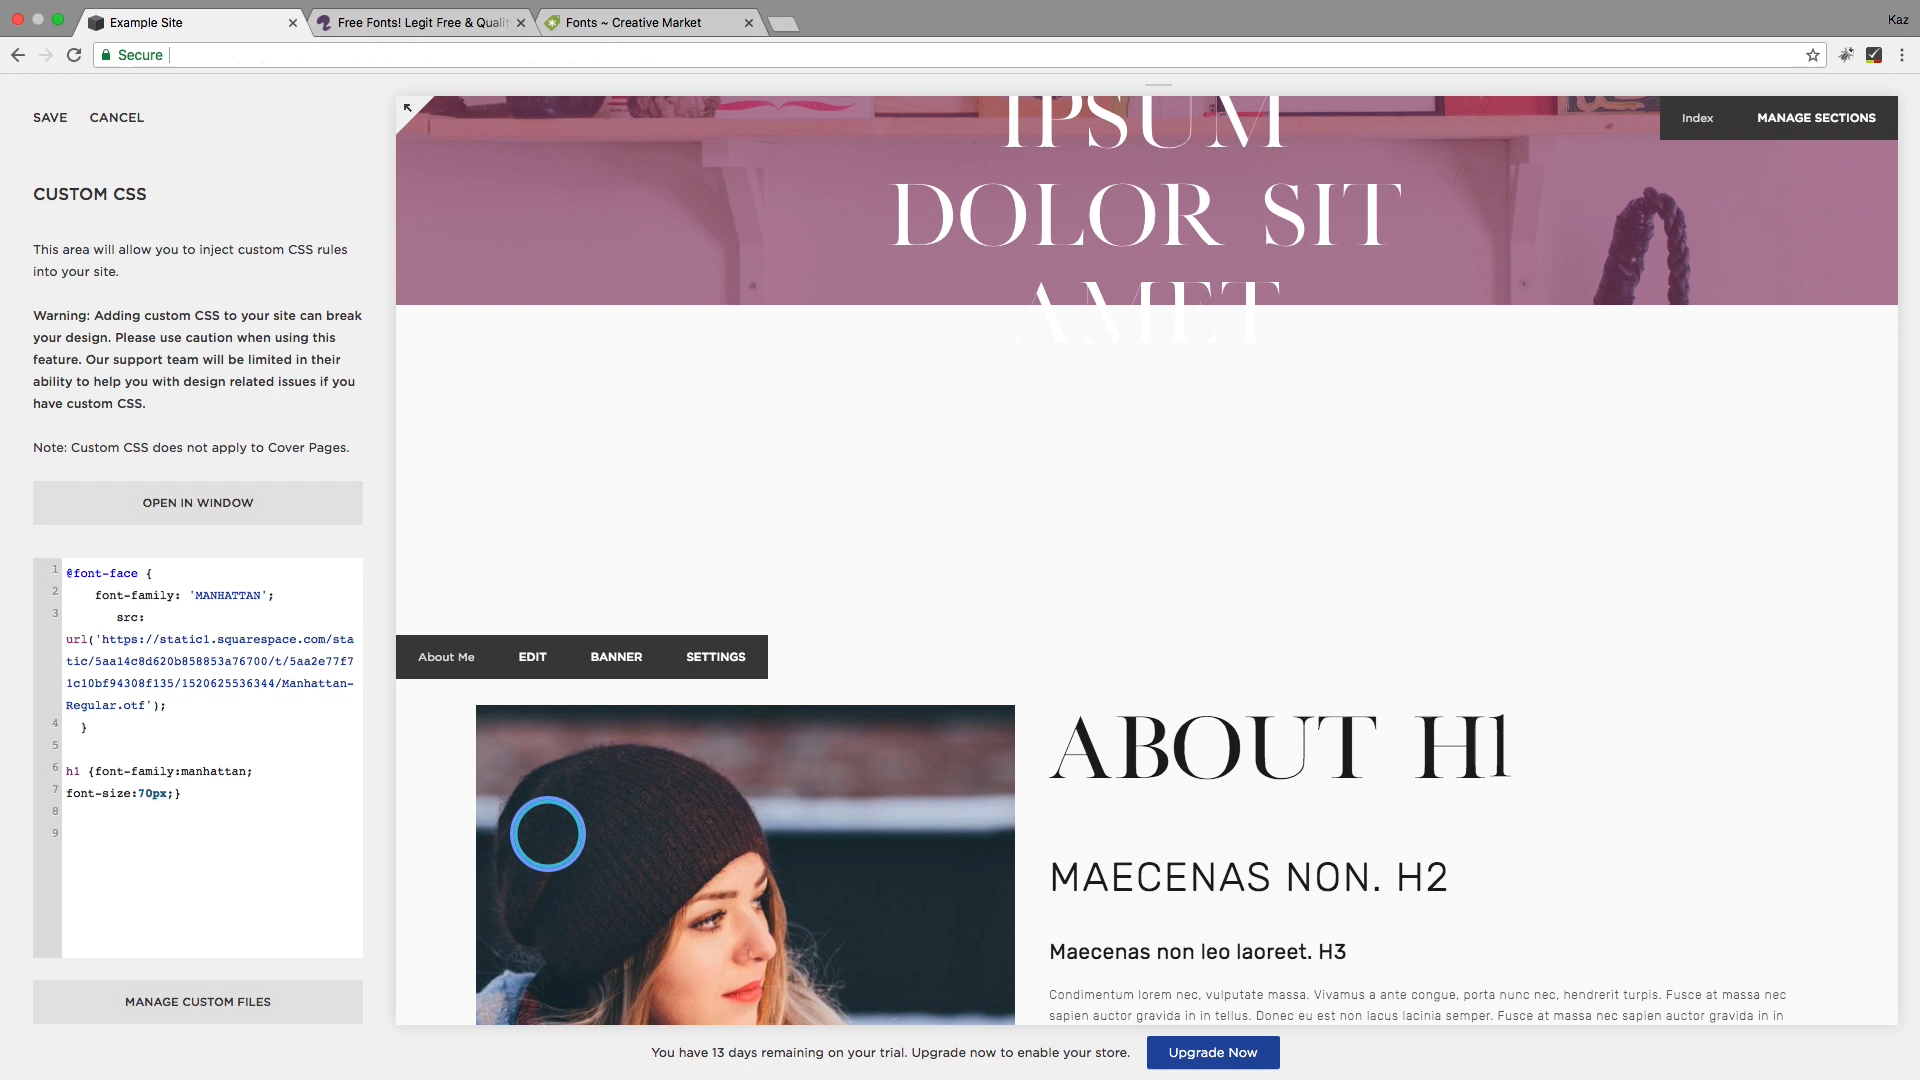 Example Site
Free Fonts! Legit Free & Qualit
Fonts ~ Creative Market
Kaz
Secure
SAVE CANCEL
CUSTOM CSS
This area will allow you to inject custom CSS rules
into your site.
Warning: Adding custom CSS to your site can break
your design. Please use caution when using this
feature. Our support team will be limited in their
ability to help you with design related issues if you
have custom CSS.
Note: Custom CSS does not apply to Cover Pages.
OPEN IN WINDOW
1 @font-face {
2 font-family: 'MANHATTAN';
3 src:
url('https://static1.squarespace.com/sta
tic/5aa14c8d620b858853a76700/t/5aa2e77f7
1c10bf94308f135/1520625536344/Manhattan-
Regular.otf');
4 }
5
6 h1 {font-family:manhattan;
7 font-size:70px;}
8
9
MANAGE CUSTOM FILES
Index MANAGE SECTIONS
IPSUM
DOLOR SIT
AMET
About Me EDIT BANNER SETTINGS
ABOUT H1
MAECENAS NON. H2
Maecenas non leo laoreet. H3
Condimentum lorem nec, vulputate massa. Vivamus a ante congue, porta nunc nec, hendrerit turpis. Fusce at massa nec
sapien auctor gravida in in tellus. Donec eu est non lacus lacinia semper. Fusce at massa nec sapien auctor gravida in in
You have 13 days remaining on your trial. Upgrade now to enable your store.
Upgrade Now